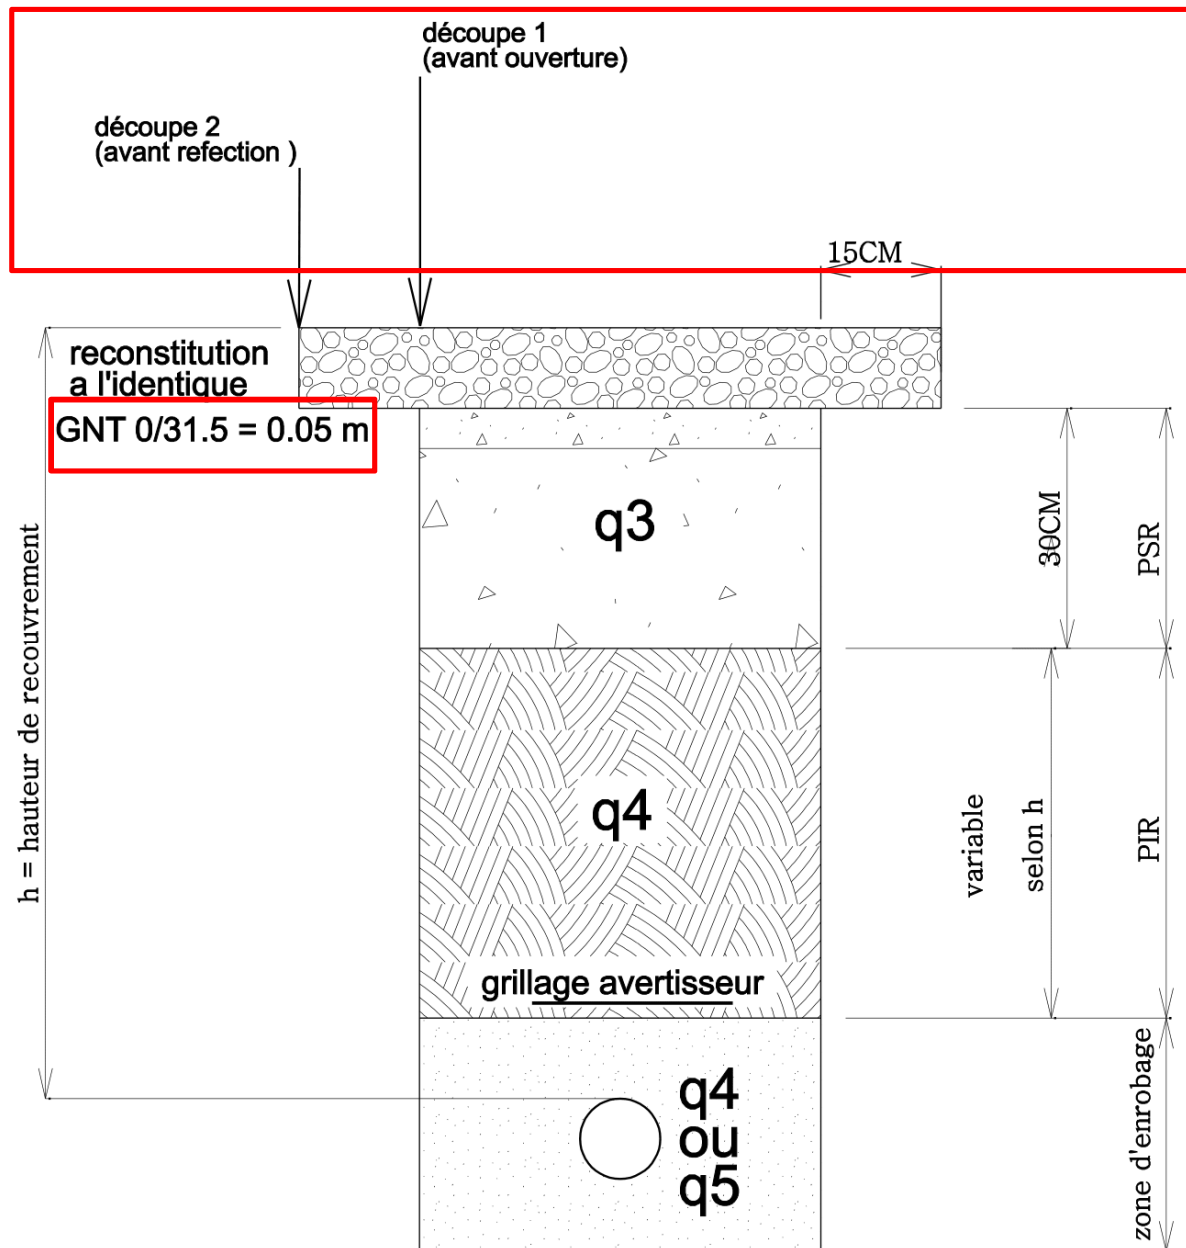 découpe 1
(avant ouverture)
découpe 2
(avant refection )
15CM
reconstitution
a l'identique
GNT 0/31.5 = 0.05 m
q3
30CM
PSR
h = hauteur de recouvrement
q4
variable
selon h
PIR
grillage avertisseur
q4
ou
q5
zone d'enrobage